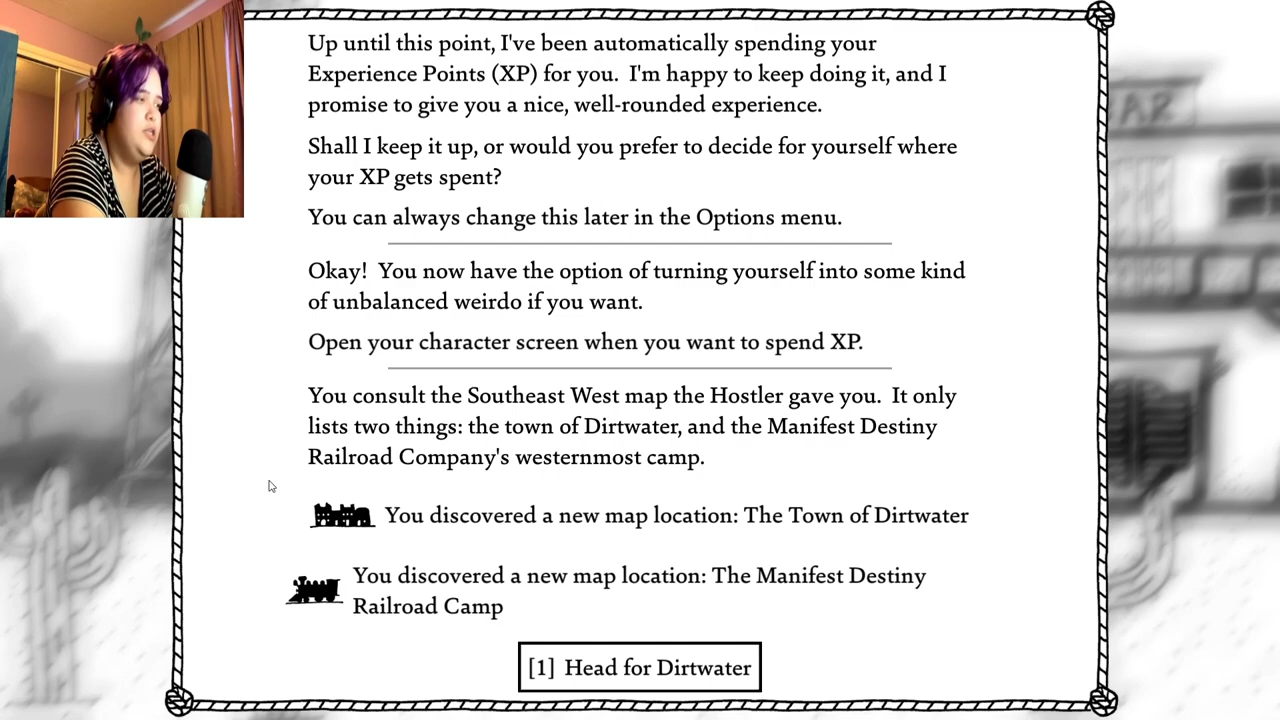 Up until this point, I've been automatically spending your
Experience Points (XP) for you.  I'm happy to keep doing it, and I
promise to give you a nice, well-rounded experience.
Shall I keep it up, or would you prefer to decide for yourself where
your XP gets spent?
You can always change this later in the Options menu.
Okay!  You now have the option of turning yourself into some kind
of unbalanced weirdo if you want.
Open your character screen when you want to spend XP.
You consult the Southeast West map the Hostler gave you.  It only
lists two things: the town of Dirtwater, and the Manifest Destiny
Railroad Company's westernmost camp.
You discovered a new map location: The Town of Dirtwater
You discovered a new map location: The Manifest Destiny
Railroad Camp
[1]  Head for Dirtwater